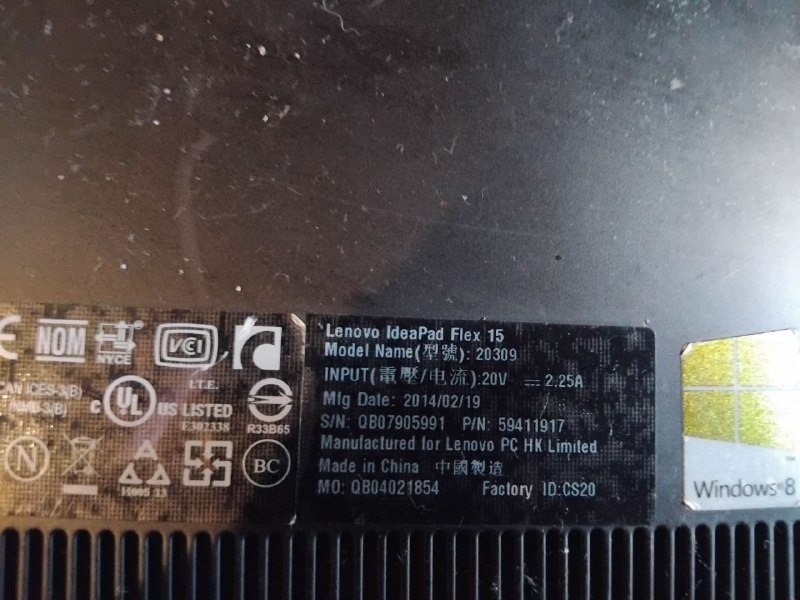 NOM
NYCE
VCI
I.T.E.
CAN ICES-3(B)
NMB-3(B)
c UL US LISTED
E302338
R33B65
N
BC
Lenovo IdeaPad Flex 15
Model Name(型號): 20309
INPUT(電壓/电流):20V ⎓ 2.25A
Mfg Date: 2014/02/19
S/N: QB07905991 P/N: 59411917
Manufactured for Lenovo PC HK Limited
Made in China 中國製造
MO: QB04021854 Factory ID:CS20
Windows 8